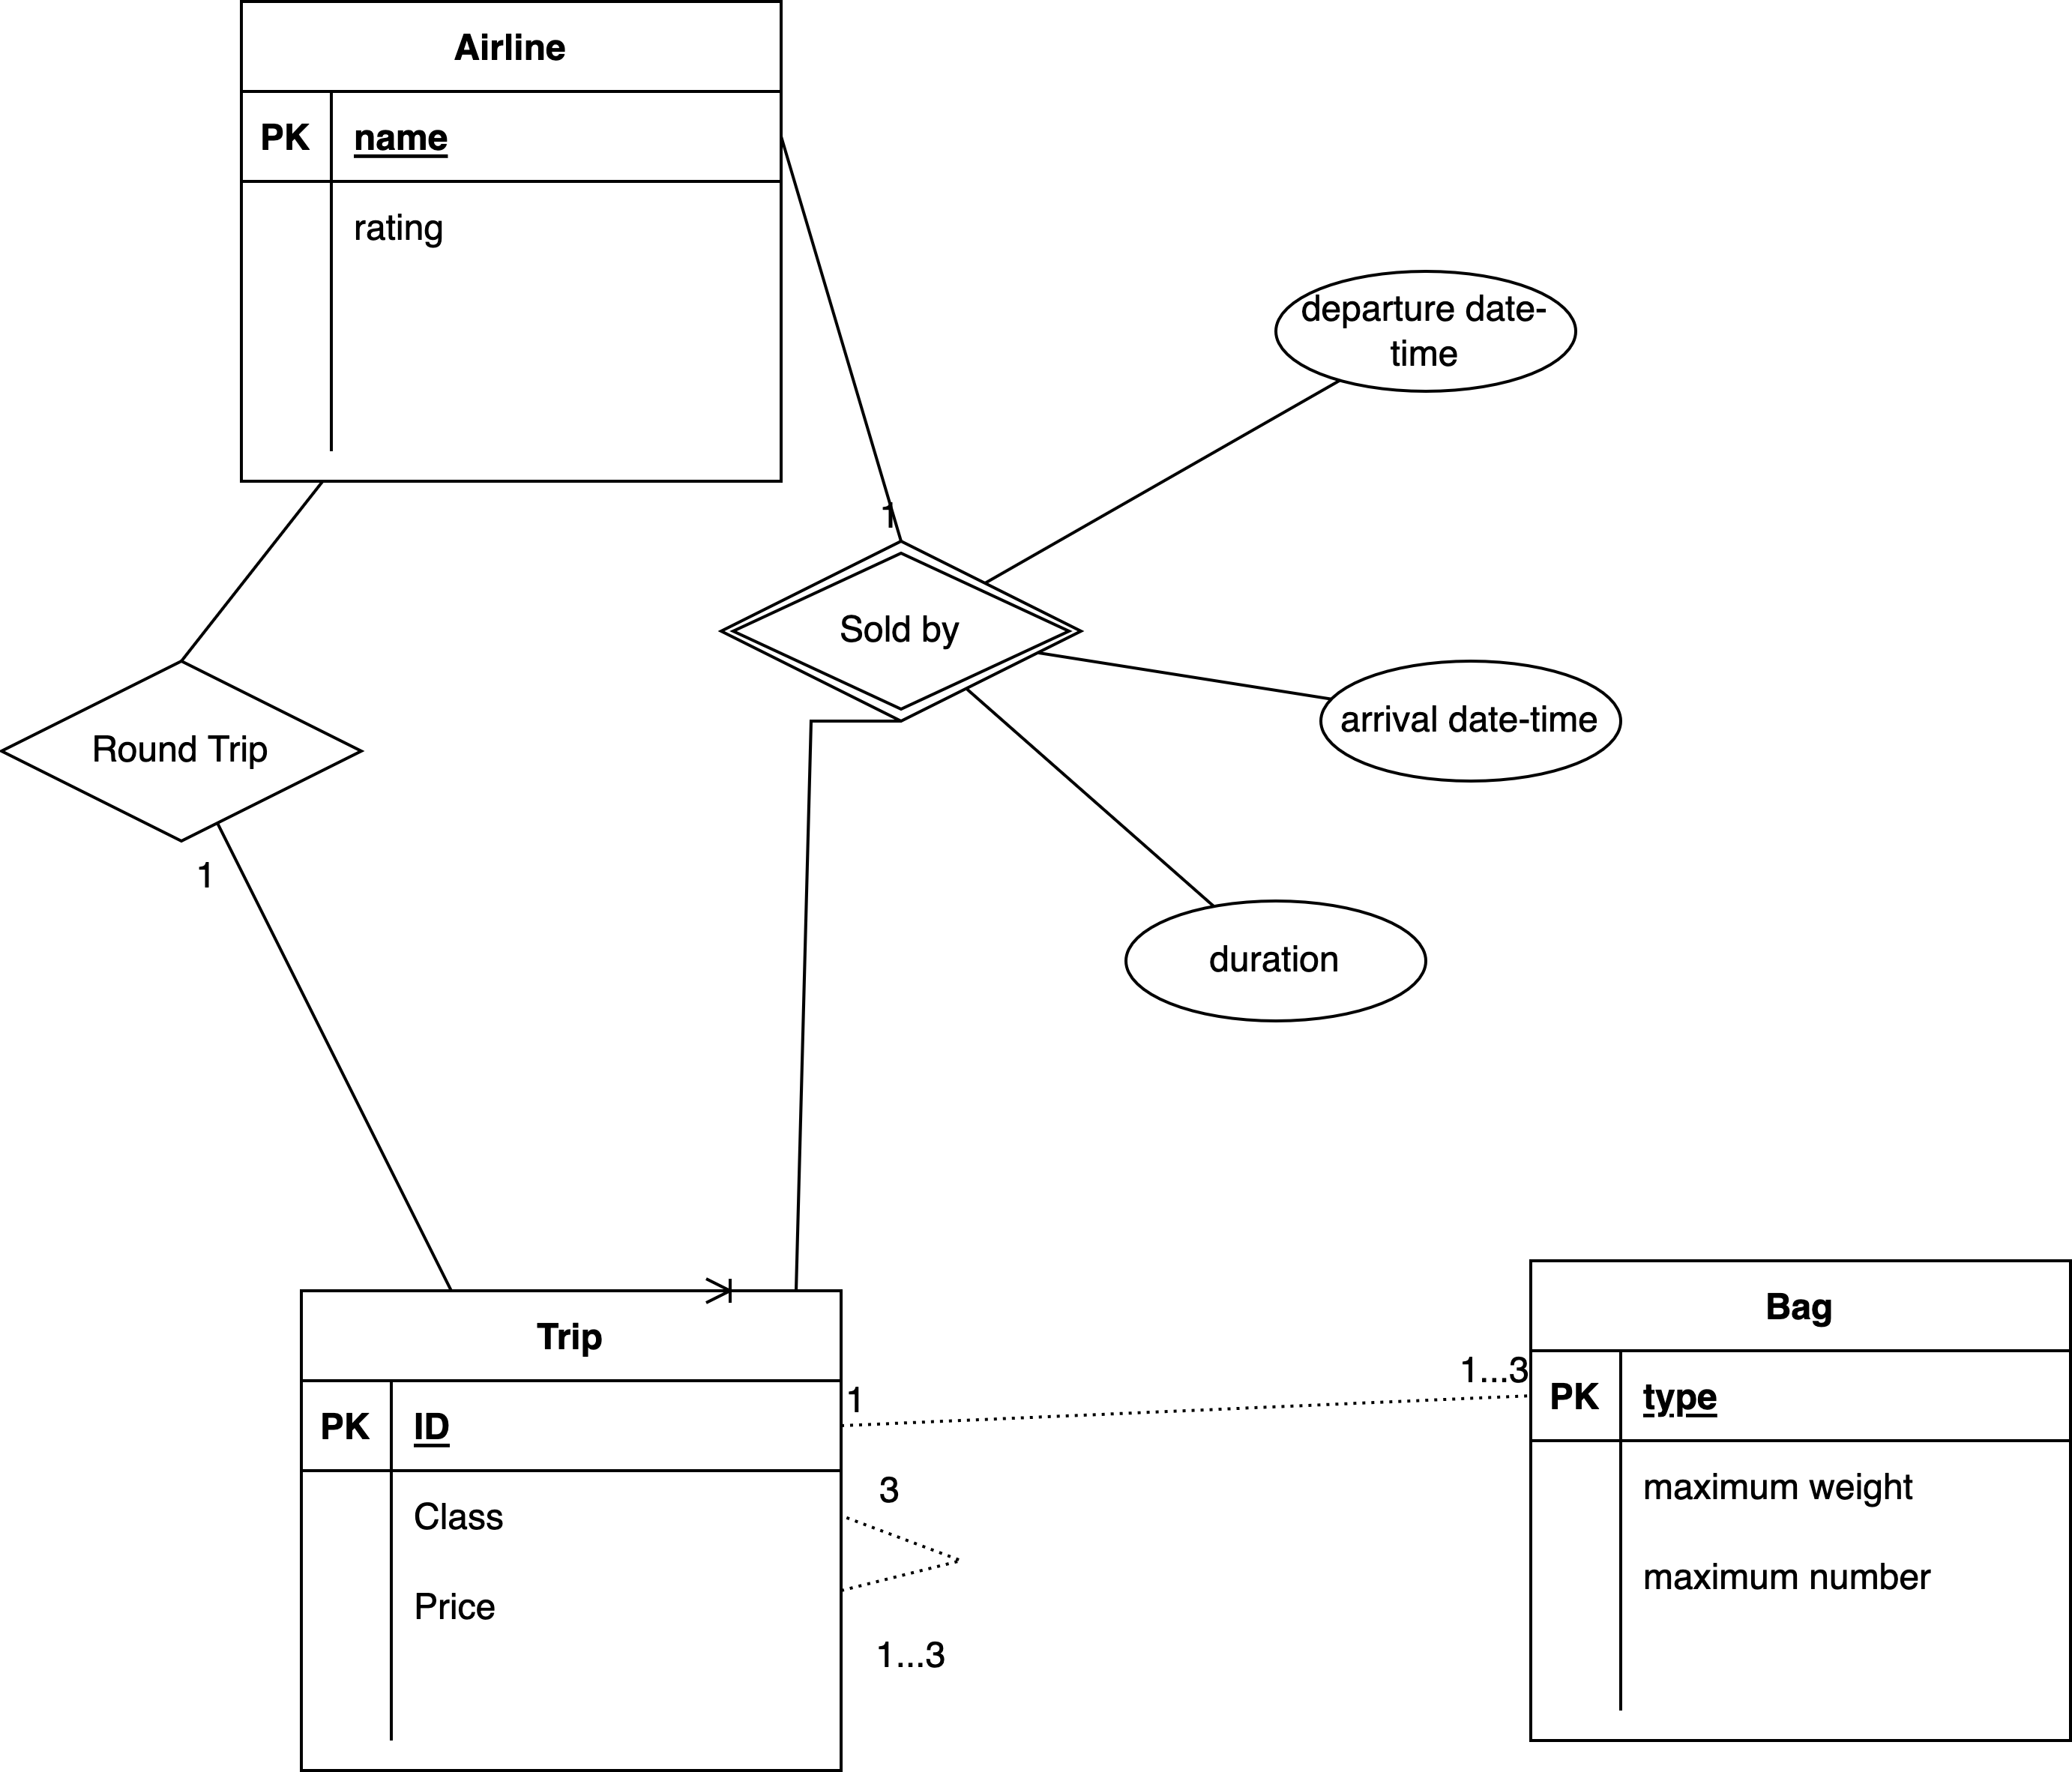 Airline
PK name
rating
departure date-
time
1
Sold by
arrival date-time
Round Trip
1
duration
Trip
PK ID
Class
Price
1
3
1...3
1...3
Bag
PK type
maximum weight
maximum number